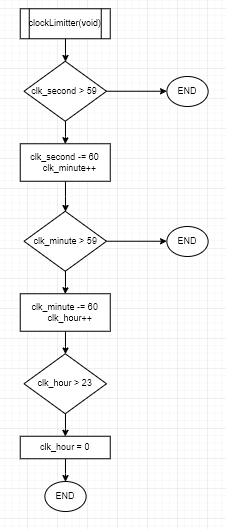 clockLimitter(void)
clk_second > 59
END
clk_second -= 60
clk_minute++
clk_minute > 59
END
clk_minute -= 60
clk_hour++
clk_hour > 23
clk_hour = 0
END